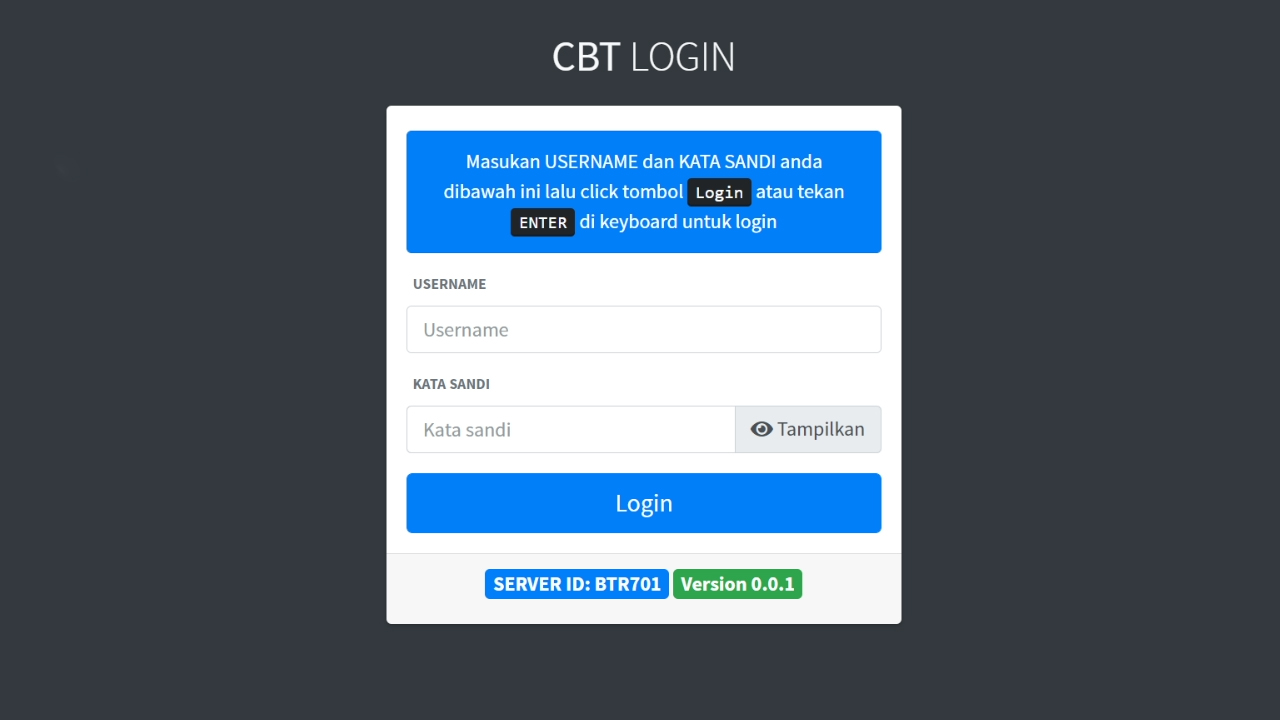 CBT LOGIN
Masukan USERNAME dan KATA SANDI anda
dibawah ini lalu click tombol Login atau tekan
ENTER di keyboard untuk login
USERNAME
Username
KATA SANDI
Kata sandi
Tampilkan
Login
SERVER ID: BTR701 Version 0.0.1